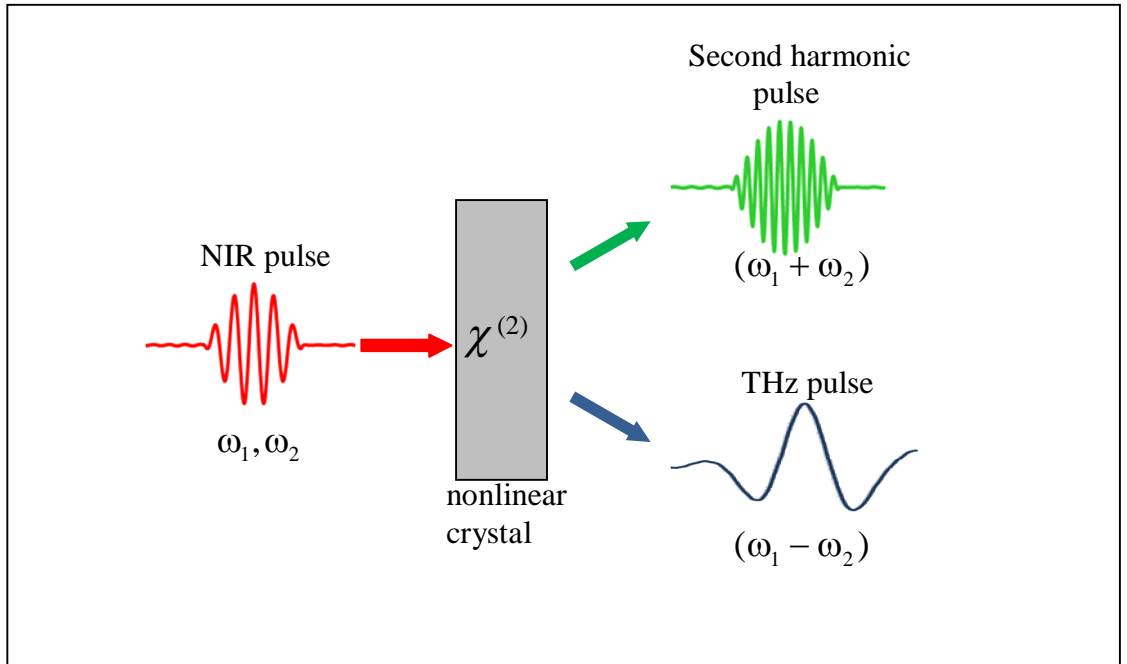 NIR pulse
ω₁,ω₂
χ⁽²⁾
nonlinear
crystal
Second harmonic
pulse
(ω₁ + ω₂)
THz pulse
(ω₁ − ω₂)